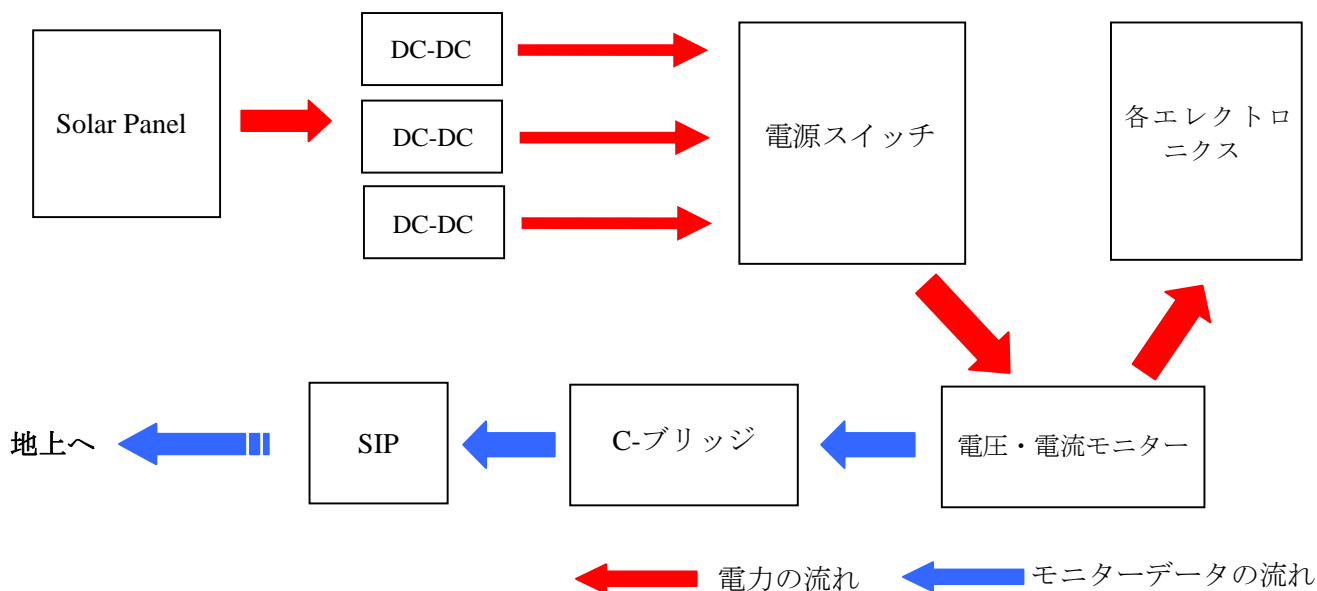 Solar Panel
DC-DC
DC-DC
DC-DC
電源スイッチ
各エレクトロ
ニクス
地上へ
SIP
C-ブリッジ
電圧・電流モニター
電力の流れ
モニターデータの流れ